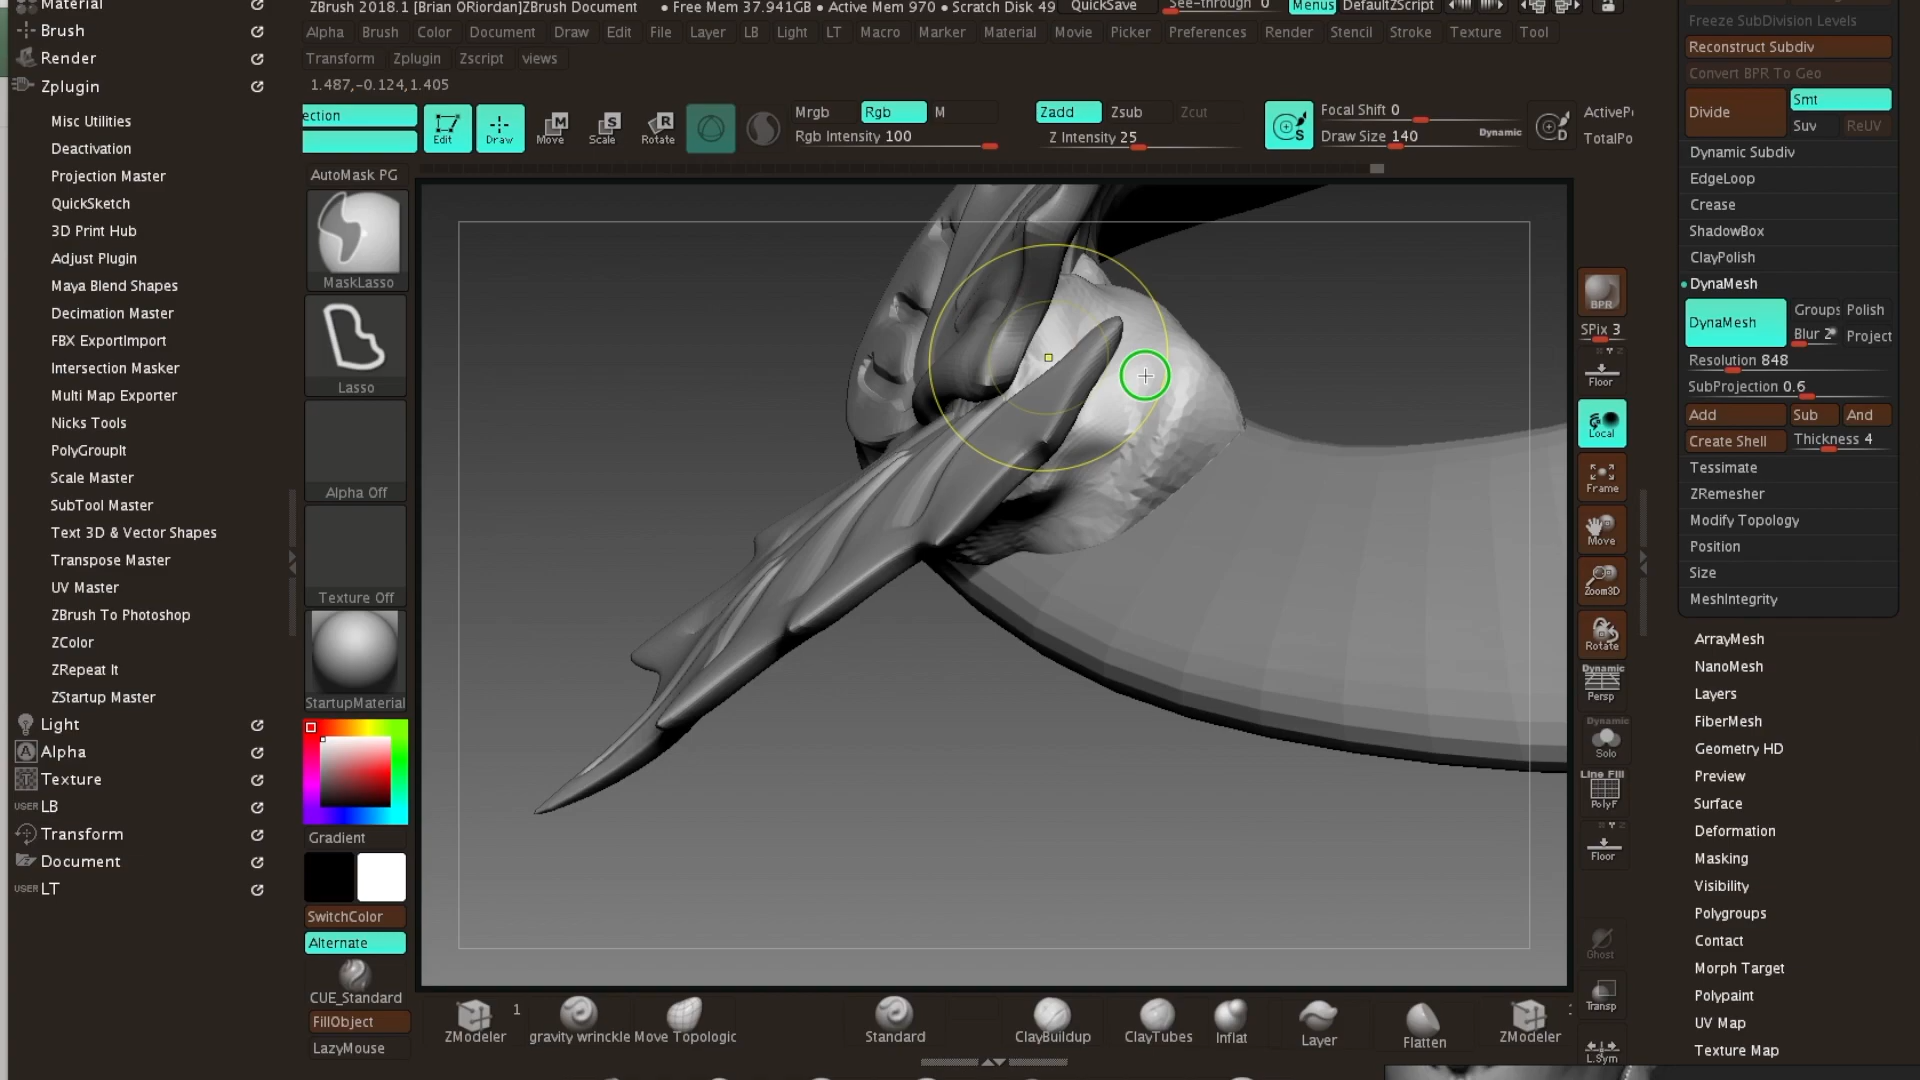 Material
Brush
Render
Zplugin
Misc Utilities
Deactivation
Projection Master
QuickSketch
3D Print Hub
Adjust Plugin
Maya Blend Shapes
Decimation Master
FBX ExportImport
Intersection Masker
Multi Map Exporter
Nicks Tools
PolyGroupIt
Scale Master
SubTool Master
Text 3D & Vector Shapes
Transpose Master
UV Master
ZBrush To Photoshop
ZColor
ZRepeat It
ZStartup Master
Light
A Alpha
Texture
USER LB
Transform
Document
USER LT
ZBrush 2018.1 [Brian ORiordan]ZBrush Document • Free Mem 37.941GB • Active Mem 970 • Scratch Disk 49 QuickSave See-through 0 Menus DefaultZScript
Alpha Brush Color Document Draw Edit File Layer LB Light LT Macro Marker Material Movie Picker Preferences Render Stencil Stroke Texture Tool
Transform Zplugin Zscript views
1.487,-0.124,1.405
ection
Edit
Draw
M
Move
S
Scale
R
Rotate
Mrgb Rgb M
Rgb Intensity 100
Zadd Zsub Zcut
Z Intensity 25
S
Focal Shift 0
Draw Size 140 Dynamic
D
ActivePo
TotalPo
AutoMask PG
MaskLasso
Lasso
Alpha Off
Texture Off
StartupMaterial
Gradient
SwitchColor
Alternate
CUE_Standard
FillObject
LazyMouse
ZModeler
1
gravity wrinckle
Move Topologic
Standard
ClayBuildup
ClayTubes
Inflat
Layer
Flatten
ZModeler
BPR
SPix 3
Floor
Local
Frame
Move
Zoom3D
Rotate
Dynamic
Persp
Dynamic
Solo
Line Fill
PolyF
Floor
Ghost
Transp
L.Sym
Freeze SubDivision Levels
Reconstruct Subdiv
Convert BPR To Geo
Divide
Smt
Suv ReUV
Dynamic Subdiv
EdgeLoop
Crease
ShadowBox
ClayPolish
DynaMesh
DynaMesh
Groups Polish
Blur 2 Project
Resolution 848
SubProjection 0.6
Add Sub And
Create Shell Thickness 4
Tessimate
ZRemesher
Modify Topology
Position
Size
MeshIntegrity
ArrayMesh
NanoMesh
Layers
FiberMesh
Geometry HD
Preview
Surface
Deformation
Masking
Visibility
Polygroups
Contact
Morph Target
Polypaint
UV Map
Texture Map